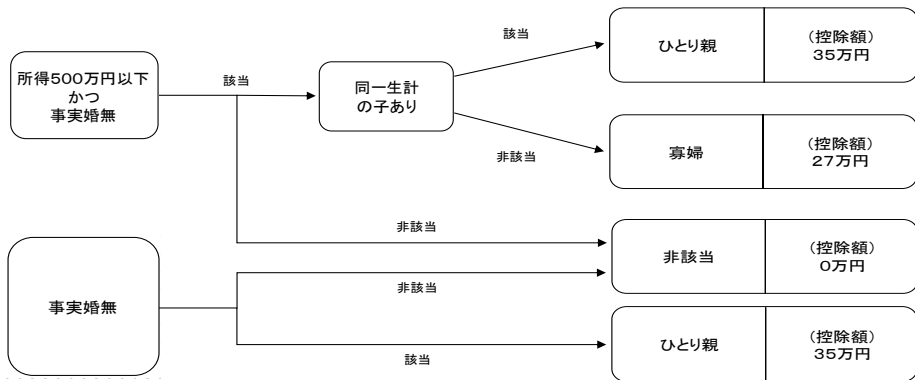 所得500万円以下
かつ
事実婚無
該当
同一生計
の子あり
該当
ひとり親
(控除額)
35万円
非該当
寡婦
(控除額)
27万円
非該当
非該当
(控除額)
0万円
事実婚無
非該当
該当
ひとり親
(控除額)
35万円